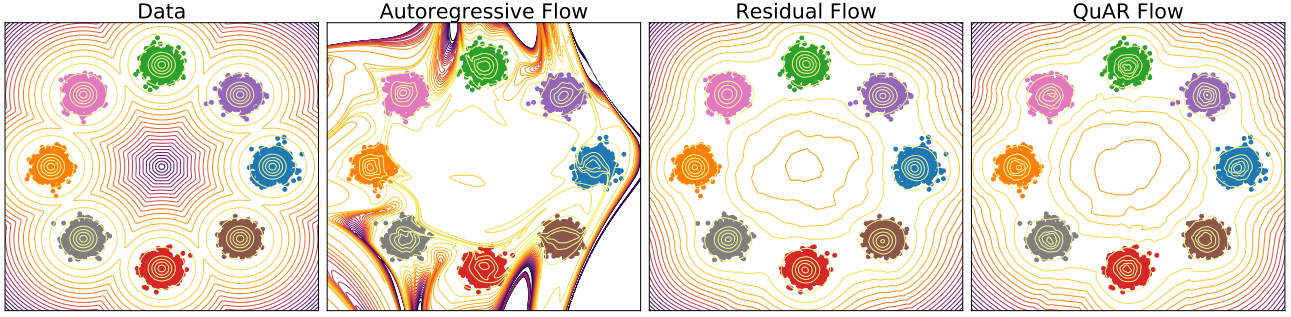 Data
Autoregressive Flow
Residual Flow
QuAR Flow